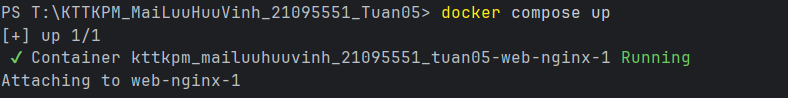 PS T:\KTTKPM_MaiLuuHuuVinh_21095551_Tuan05> docker compose up
[+] up 1/1
 ✓ Container kttkpm_mailuuhuuvinh_21095551_tuan05-web-nginx-1 Running
Attaching to web-nginx-1